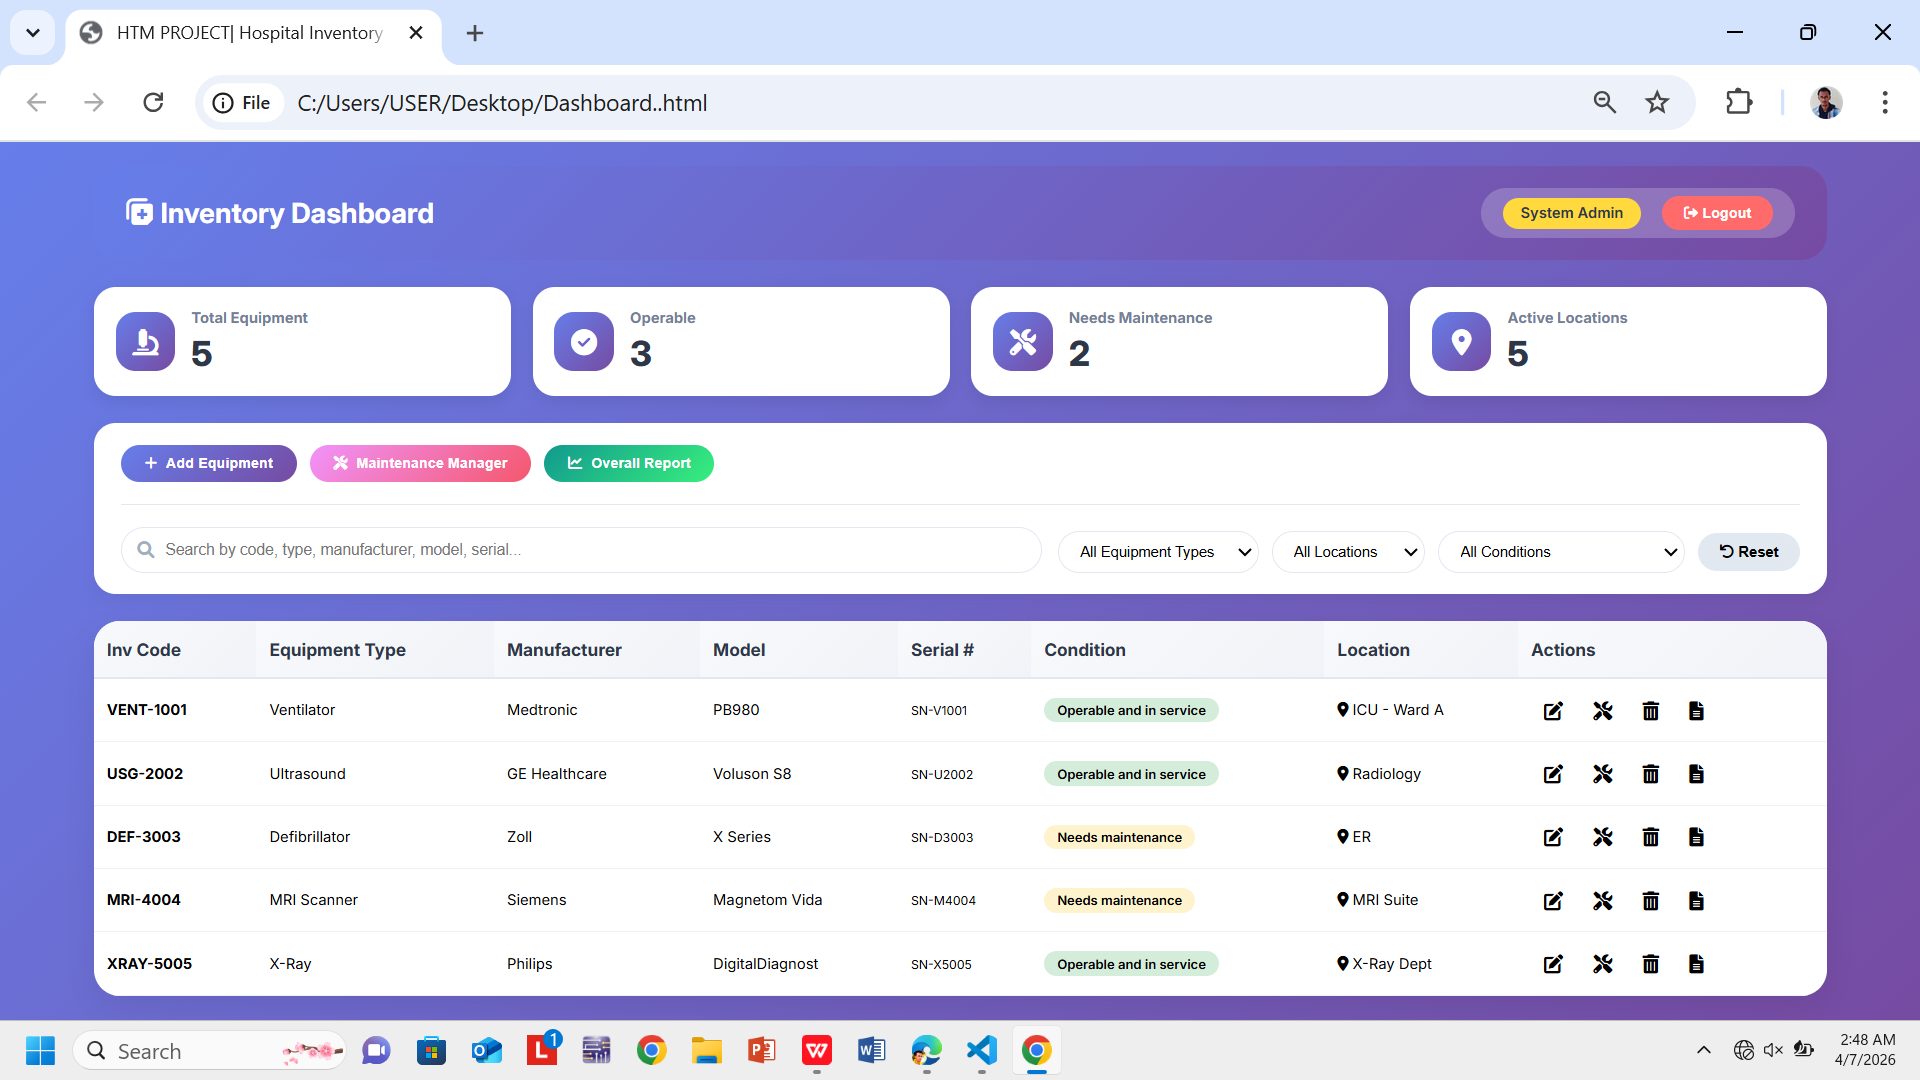 HTM PROJECT| Hospital Inventory
File C:/Users/USER/Desktop/Dashboard..html
Inventory Dashboard
System Admin
Logout
Total Equipment
5
Operable
3
Needs Maintenance
2
Active Locations
5
+ Add Equipment
Maintenance Manager
Overall Report
Search by code, type, manufacturer, model, serial...
All Equipment Types
All Locations
All Conditions
Reset
Inv Code Equipment Type Manufacturer Model Serial # Condition Location Actions
VENT-1001 Ventilator Medtronic PB980 SN-V1001 Operable and in service ICU - Ward A
USG-2002 Ultrasound GE Healthcare Voluson S8 SN-U2002 Operable and in service Radiology
DEF-3003 Defibrillator Zoll X Series SN-D3003 Needs maintenance ER
MRI-4004 MRI Scanner Siemens Magnetom Vida SN-M4004 Needs maintenance MRI Suite
XRAY-5005 X-Ray Philips DigitalDiagnost SN-X5005 Operable and in service X-Ray Dept
Search
1
2:48 AM
4/7/2026